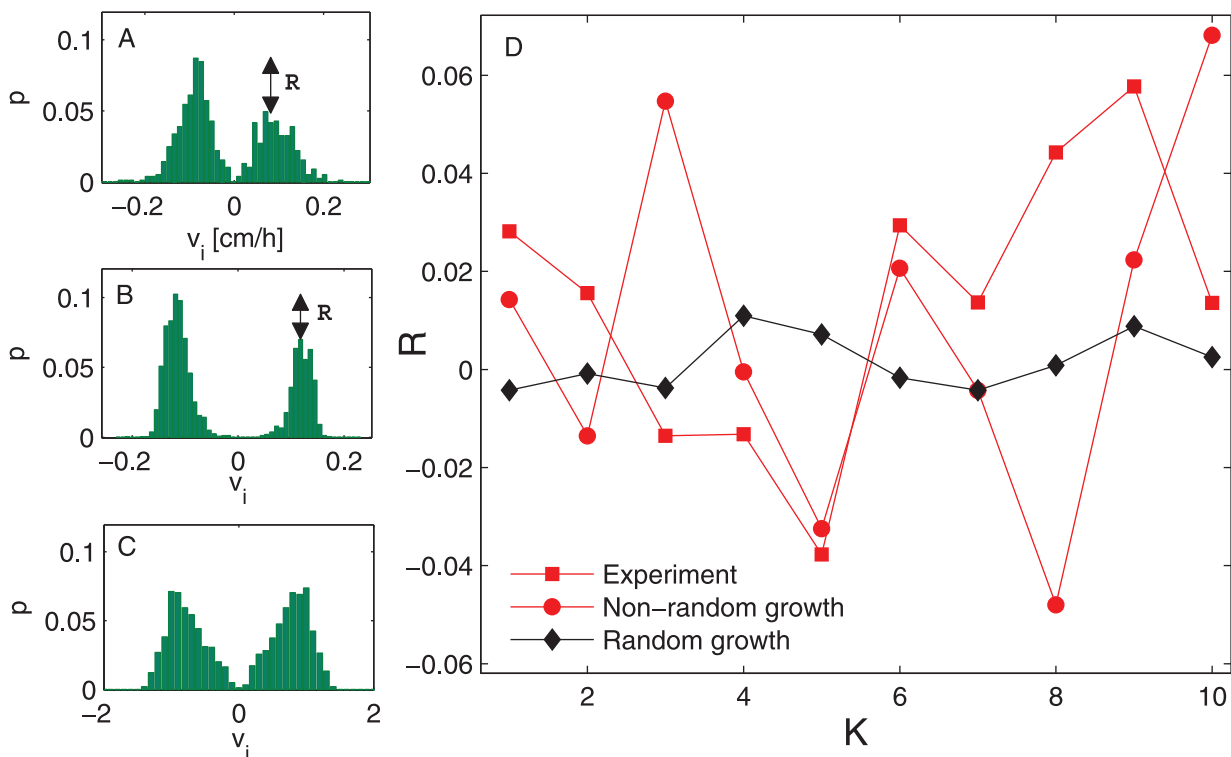 A
R
p
0.1
0.05
0
−0.2 0 0.2
v_i [cm/h]
B
R
p
0.1
0.05
0
−0.2 0 0.2
v_i
C
p
0.1
0.05
0
−2 0 2
v_i
D
R
0.06
0.04
0.02
0
−0.02
−0.04
−0.06
Experiment
Non−random growth
Random growth
2 4 6 8 10
K